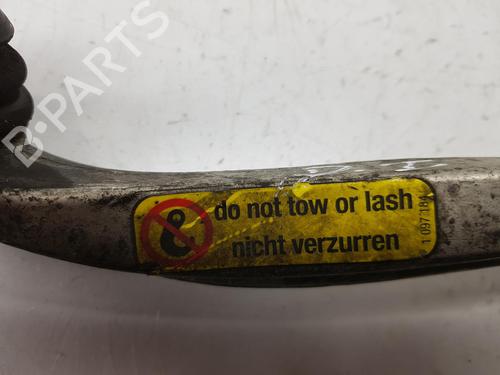 B-PARTS
do not tow or lash
nicht verzurren
1 097 184